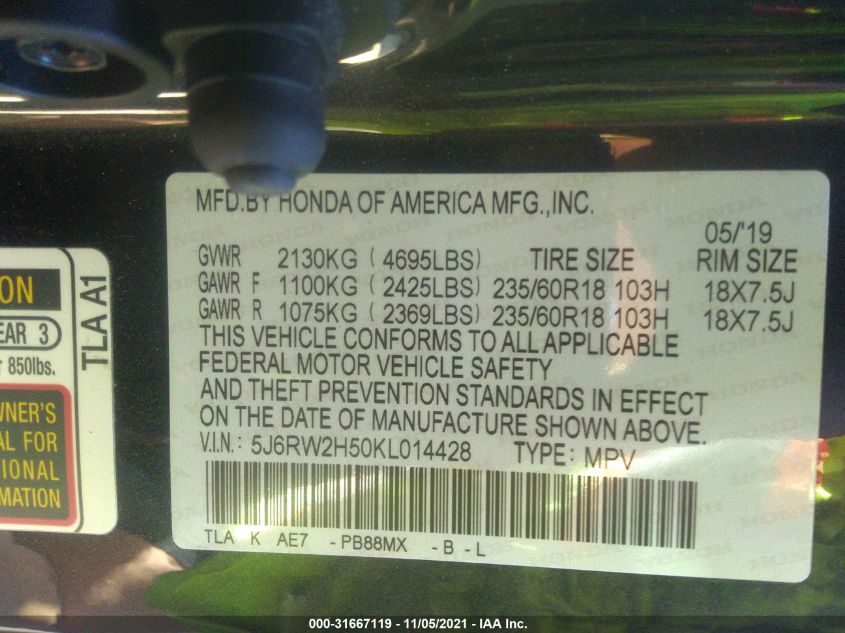 MFD.BY HONDA OF AMERICA MFG.,INC.
05/'19
GVWR 2130KG ( 4695LBS) TIRE SIZE RIM SIZE
GAWR F 1100KG ( 2425LBS) 235/60R18 103H 18X7.5J
GAWR R 1075KG ( 2369LBS) 235/60R18 103H 18X7.5J
THIS VEHICLE CONFORMS TO ALL APPLICABLE
FEDERAL MOTOR VEHICLE SAFETY
AND THEFT PREVENTION STANDARDS IN EFFECT
ON THE DATE OF MANUFACTURE SHOWN ABOVE.
V.I.N.: 5J6RW2H50KL014428 TYPE: MPV
TLA K AE7 -PB88MX -B -L
ON
EAR 3
850lbs.
TLA A1
WNER'S
AL FOR
IONAL
MATION
000-31667119 - 11/05/2021 - IAA Inc.